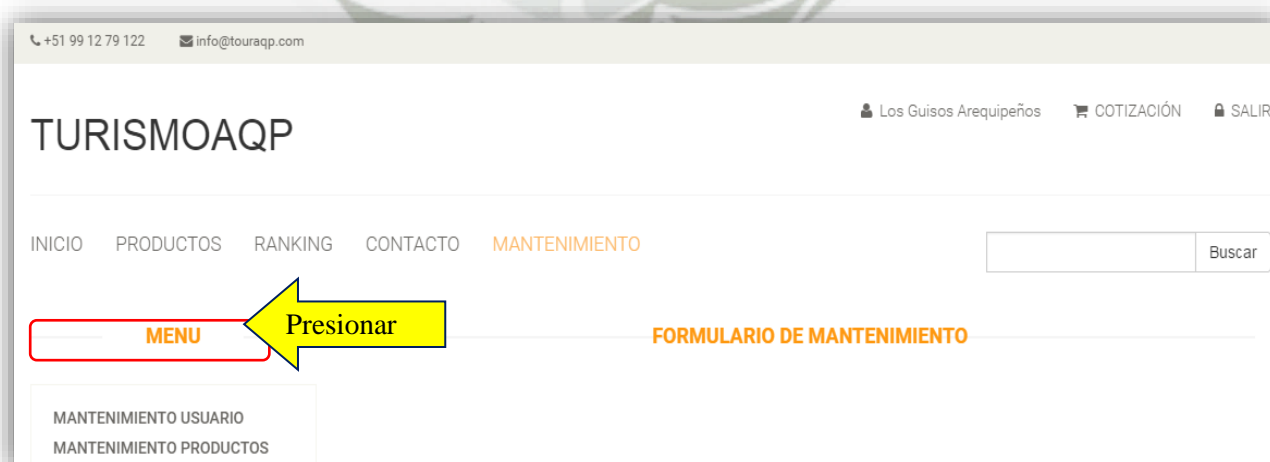 +51 99 12 79 122 info@touraqp.com
Los Guisos Arequipeños COTIZACIÓN SALIR
TURISMOAQP
INICIO PRODUCTOS RANKING CONTACTO MANTENIMIENTO
Buscar
MENU Presionar FORMULARIO DE MANTENIMIENTO
MANTENIMIENTO USUARIO
MANTENIMIENTO PRODUCTOS